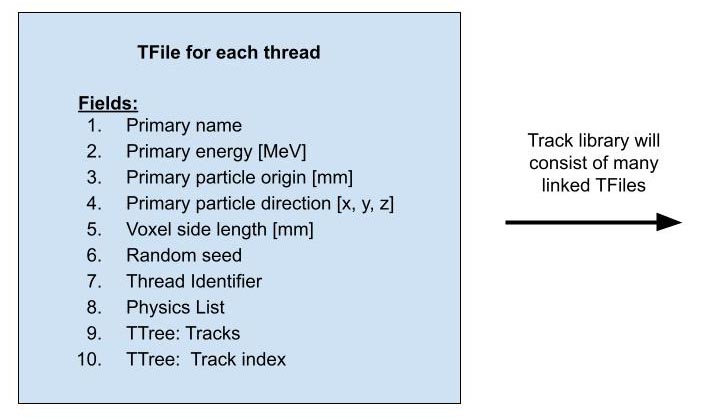 TFile for each thread
Fields:
1. Primary name
2. Primary energy [MeV]
3. Primary particle origin [mm]
4. Primary particle direction [x, y, z]
5. Voxel side length [mm]
6. Random seed
7. Thread Identifier
8. Physics List
9. TTree: Tracks
10. TTree: Track index
Track library will
consist of many
linked TFiles